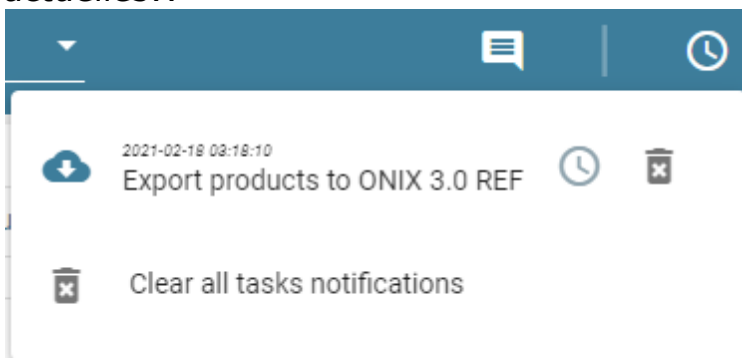 2021-02-18 03:18:10
Export products to ONIX 3.0 REF
Clear all tasks notifications